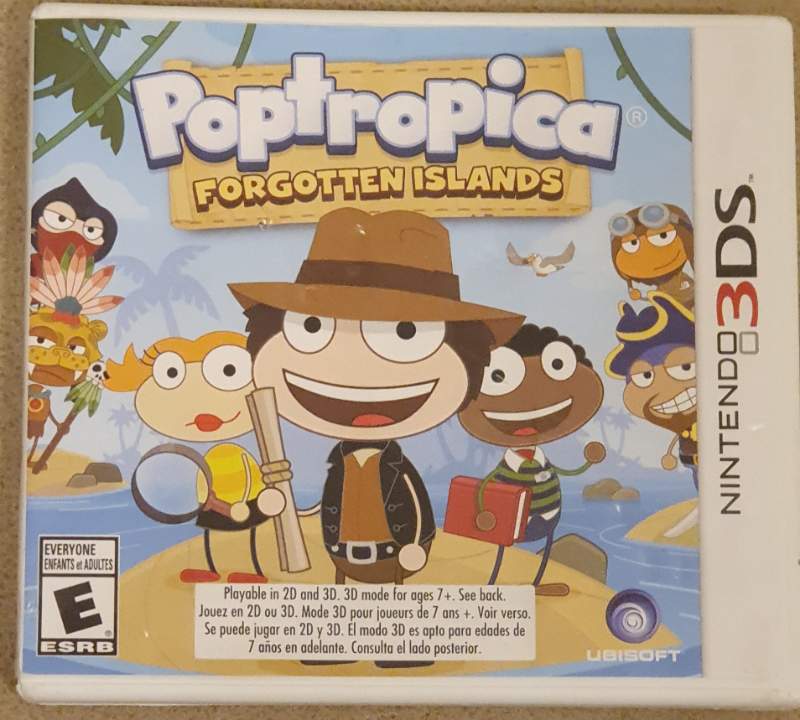 Poptropica®
FORGOTTEN ISLANDS
NINTENDO 3DS™
EVERYONE
ENFANTS et ADULTES
E®
ESRB
Playable in 2D and 3D. 3D mode for ages 7+. See back.
Jouez en 2D ou 3D. Mode 3D pour joueurs de 7 ans +. Voir verso.
Se puede jugar en 2D y 3D. El modo 3D es apto para edades de
7 años en adelante. Consulta el lado posterior.
UBISOFT